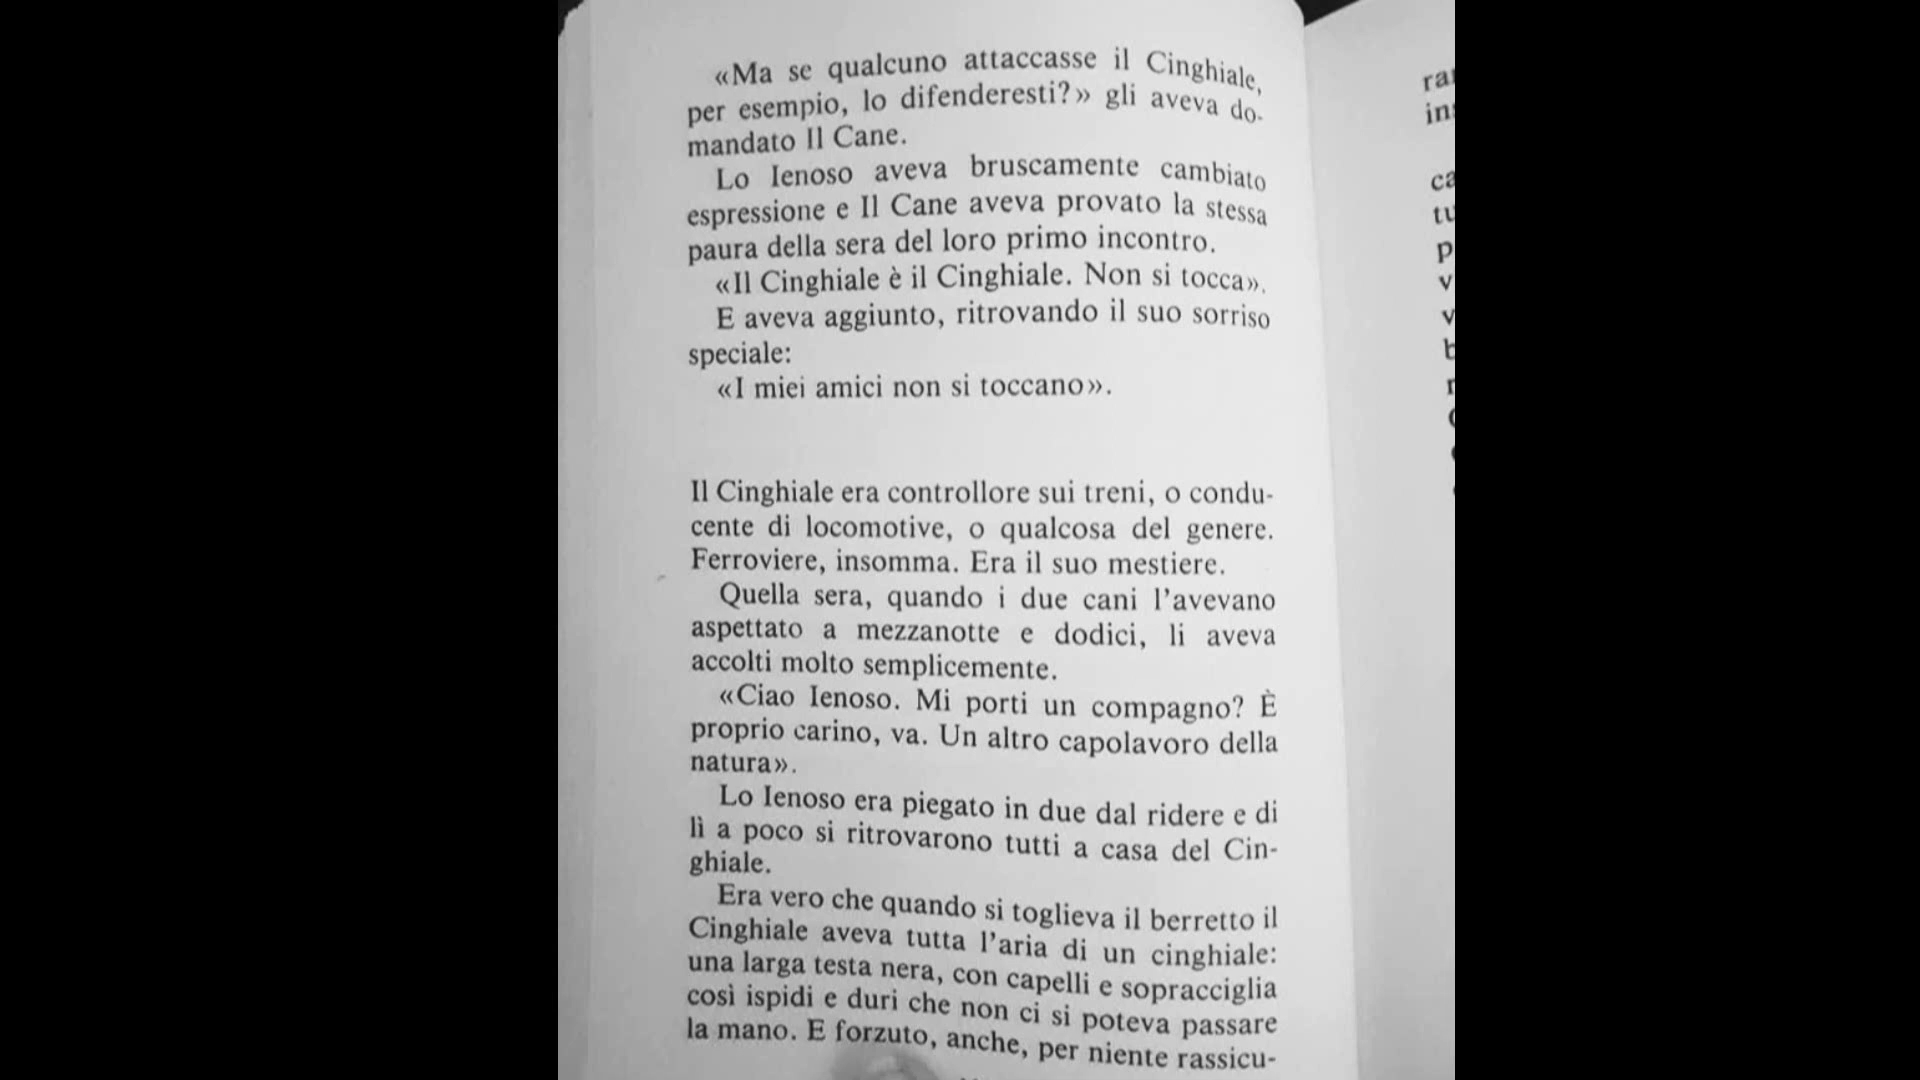 «Ma se qualcuno attaccasse il Cinghiale,
per esempio, lo difenderesti?» gli aveva do-
mandato Il Cane.
Lo Ienoso aveva bruscamente cambiato
espressione e Il Cane aveva provato la stessa
paura della sera del loro primo incontro.
«Il Cinghiale è il Cinghiale. Non si tocca».
E aveva aggiunto, ritrovando il suo sorriso
speciale:
«I miei amici non si toccano».
Il Cinghiale era controllore sui treni, o condu-
cente di locomotive, o qualcosa del genere.
Ferroviere, insomma. Era il suo mestiere.
Quella sera, quando i due cani l'avevano
aspettato a mezzanotte e dodici, li aveva
accolti molto semplicemente.
«Ciao Ienoso. Mi porti un compagno? È
proprio carino, va. Un altro capolavoro della
natura».
Lo Ienoso era piegato in due dal ridere e di
lì a poco si ritrovarono tutti a casa del Cin-
ghiale.
Era vero che quando si toglieva il berretto il
Cinghiale aveva tutta l'aria di un cinghiale:
una larga testa nera, con capelli e sopracciglia
così ispidi e duri che non ci si poteva passare
la mano. E forzuto, anche, per niente rassicu-